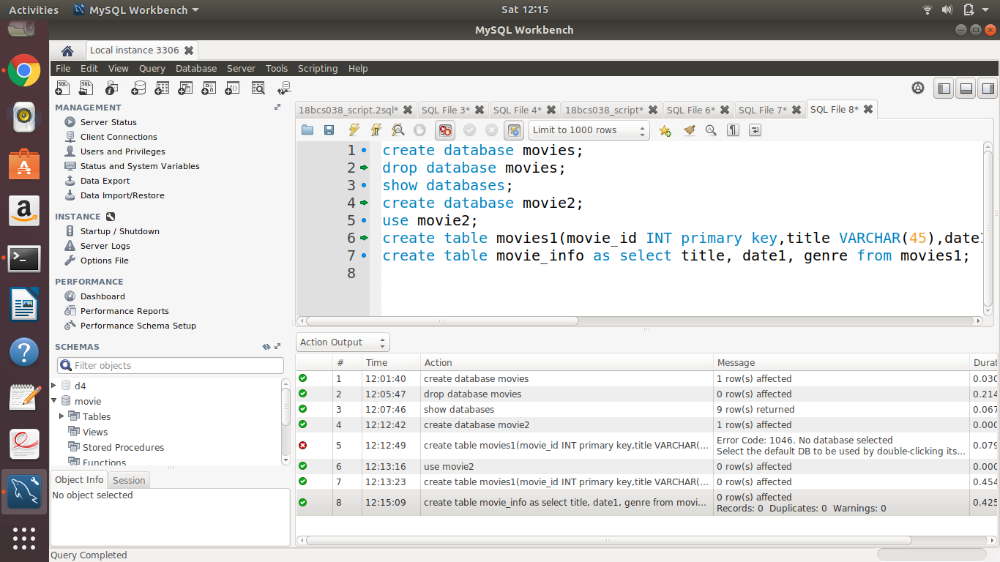 Activities
MySQL Workbench
Sat 12:15
MySQL Workbench
Local instance 3306
File Edit View Query Database Server Tools Scripting Help
MANAGEMENT
Server Status
Client Connections
Users and Privileges
Status and System Variables
Data Export
Data Import/Restore
INSTANCE
Startup / Shutdown
Server Logs
Options File
PERFORMANCE
Dashboard
Performance Reports
Performance Schema Setup
SCHEMAS
Filter objects
d4
movie
Tables
Views
Stored Procedures
Functions
Object Info Session
No object selected
18bcs038_script.2sql* SQL File 3* SQL File 4* 18bcs038_script* SQL File 6* SQL File 7* SQL File 8*
Limit to 1000 rows
1 create database movies;
2 drop database movies;
3 show databases;
4 create database movie2;
5 use movie2;
6 create table movies1(movie_id INT primary key,title VARCHAR(45),date1
7 create table movie_info as select title, date1, genre from movies1;
8
Action Output
# Time Action Message Durat
1 12:01:40 create database movies 1 row(s) affected 0.030
2 12:05:47 drop database movies 0 row(s) affected 0.214
3 12:07:46 show databases 9 row(s) returned 0.067
4 12:12:42 create database movie2 1 row(s) affected 0.000
5 12:12:49 create table movies1(movie_id INT primary key,title VARCHAR(... Error Code: 1046. No database selected 0.079
Select the default DB to be used by double-clicking its...
6 12:13:16 use movie2 0 row(s) affected 0.000
7 12:13:23 create table movies1(movie_id INT primary key,title VARCHAR(... 0 row(s) affected 0.454
8 12:15:09 create table movie_info as select title, date1, genre from movi... 0 row(s) affected 0.425
Records: 0 Duplicates: 0 Warnings: 0
Query Completed